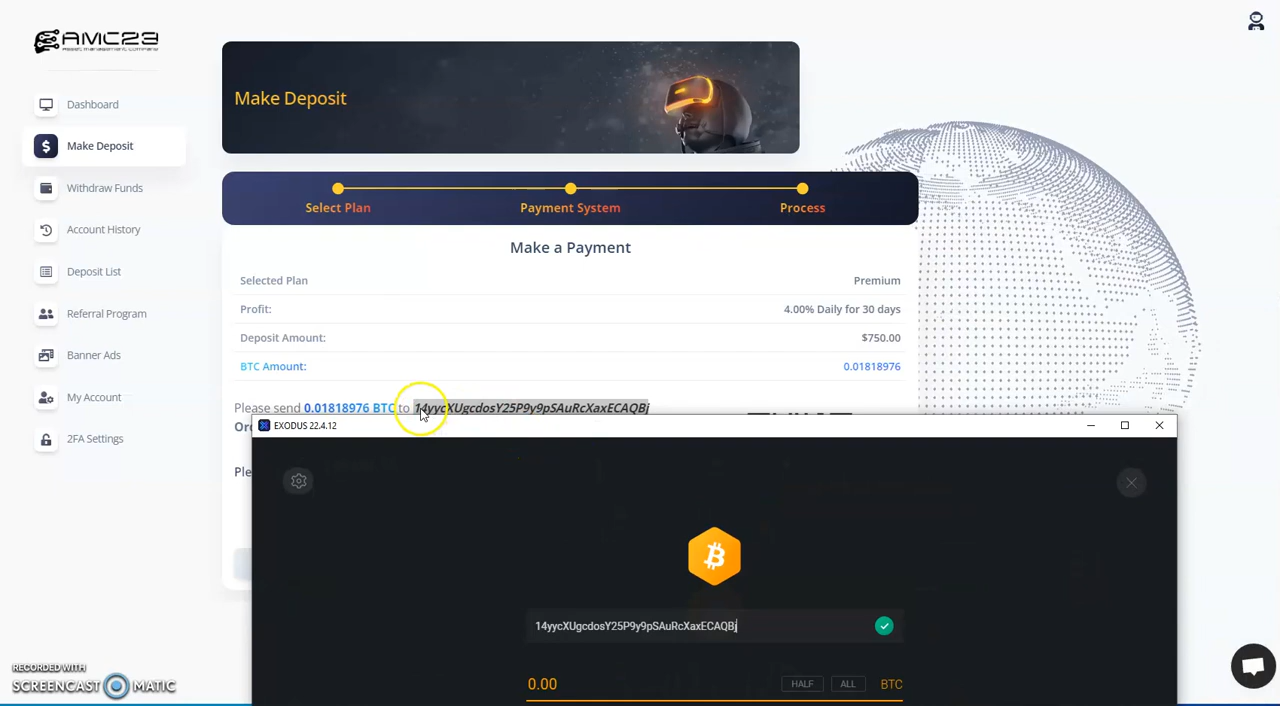 AMC23
Asset management company
Make Deposit
Dashboard
Make Deposit
Withdraw Funds
Account History
Deposit List
Referral Program
Banner Ads
My Account
2FA Settings
Select Plan
Payment System
Process
Make a Payment
Selected Plan Premium
Profit: 4.00% Daily for 30 days
Deposit Amount: $750.00
BTC Amount: 0.01818976
Please send 0.01818976 BTC to 14yycXUgcdosY25P9y9pSAuRcXaxECAQBj
EXODUS 22.4.12
14yycXUgcdosY25P9y9pSAuRcXaxECAQBj
0.00 HALF ALL BTC
RECORDED WITH
SCREENCAST MATIC